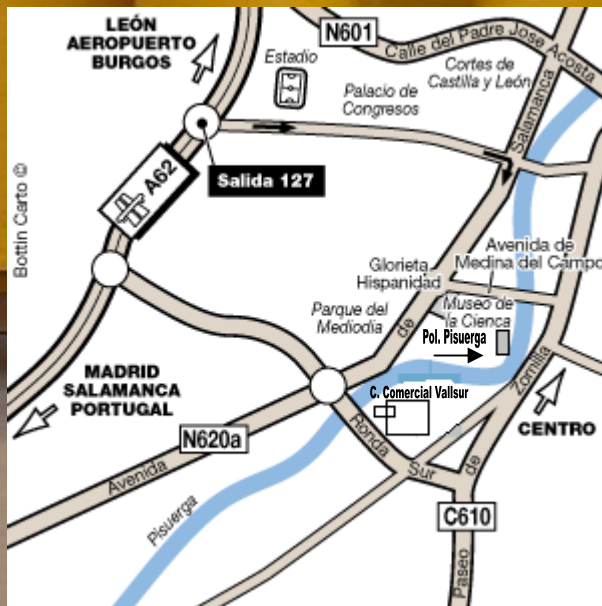 LEÓN
AEROPUERTO
BURGOS
N601
Calle del Padre Jose Acosta
Estadio
Cortes de
Castilla y León
Palacio de
Congresos
Salamanca
A62
Salida 127
Bottin Carto ©
Avenida de
Medina del Campo
Glorieta
Hispanidad
Museo de
la Cienca
Parque del
Mediodia
de
Pol. Pisuerga
MADRID
SALAMANCA
PORTUGAL
C. Comercial Vallsur
Zorrilla
CENTRO
N620a
Avenida
Ronda
Sur
de
Pisuerga
C610
Paseo